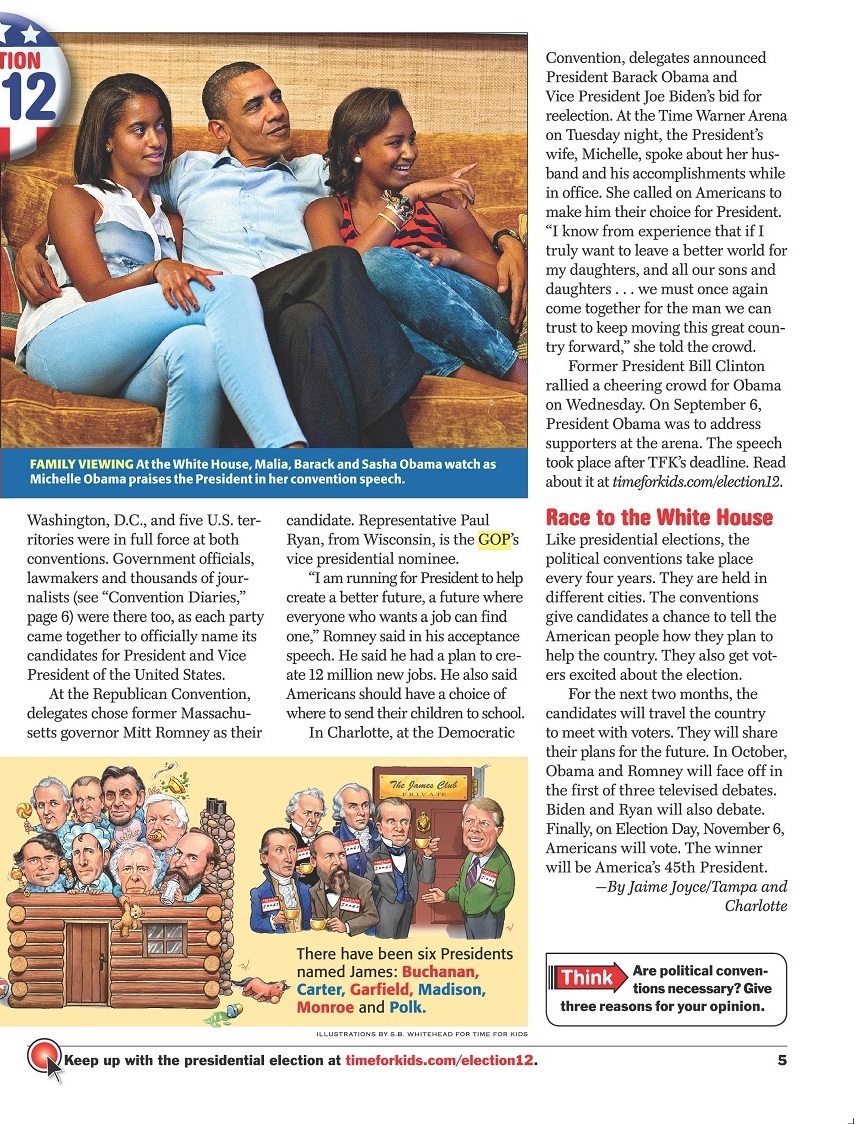 TION
12
FAMILY VIEWING At the White House, Malia, Barack and Sasha Obama watch as
Michelle Obama praises the President in her convention speech.
Washington, D.C., and five U.S. ter-
ritories were in full force at both
conventions. Government officials,
lawmakers and thousands of jour-
nalists (see “Convention Diaries,”
page 6) were there too, as each party
came together to officially name its
candidates for President and Vice
President of the United States.
At the Republican Convention,
delegates chose former Massachu-
setts governor Mitt Romney as their
candidate. Representative Paul
Ryan, from Wisconsin, is the GOP’s
vice presidential nominee.
“I am running for President to help
create a better future, a future where
everyone who wants a job can find
one,” Romney said in his acceptance
speech. He said he had a plan to cre-
ate 12 million new jobs. He also said
Americans should have a choice of
where to send their children to school.
In Charlotte, at the Democratic
Convention, delegates announced
President Barack Obama and
Vice President Joe Biden’s bid for
reelection. At the Time Warner Arena
on Tuesday night, the President’s
wife, Michelle, spoke about her hus-
band and his accomplishments while
in office. She called on Americans to
make him their choice for President.
“I know from experience that if I
truly want to leave a better world for
my daughters, and all our sons and
daughters . . . we must once again
come together for the man we can
trust to keep moving this great coun-
try forward,” she told the crowd.
Former President Bill Clinton
rallied a cheering crowd for Obama
on Wednesday. On September 6,
President Obama was to address
supporters at the arena. The speech
took place after TFK’s deadline. Read
about it at timeforkids.com/election12.
Race to the White House
Like presidential elections, the
political conventions take place
every four years. They are held in
different cities. The conventions
give candidates a chance to tell the
American people how they plan to
help the country. They also get vot-
ers excited about the election.
For the next two months, the
candidates will travel the country
to meet with voters. They will share
their plans for the future. In October,
Obama and Romney will face off in
the first of three televised debates.
Biden and Ryan will also debate.
Finally, on Election Day, November 6,
Americans will vote. The winner
will be America’s 45th President.
—By Jaime Joyce/Tampa and
Charlotte
The James Club
PRIVATE
James
James
James
James
There have been six Presidents
named James: Buchanan,
Carter, Garfield, Madison,
Monroe and Polk.
ILLUSTRATIONS BY S.B. WHITEHEAD FOR TIME FOR KIDS
Think
Are political conven-
tions necessary? Give
three reasons for your opinion.
Keep up with the presidential election at timeforkids.com/election12.
5